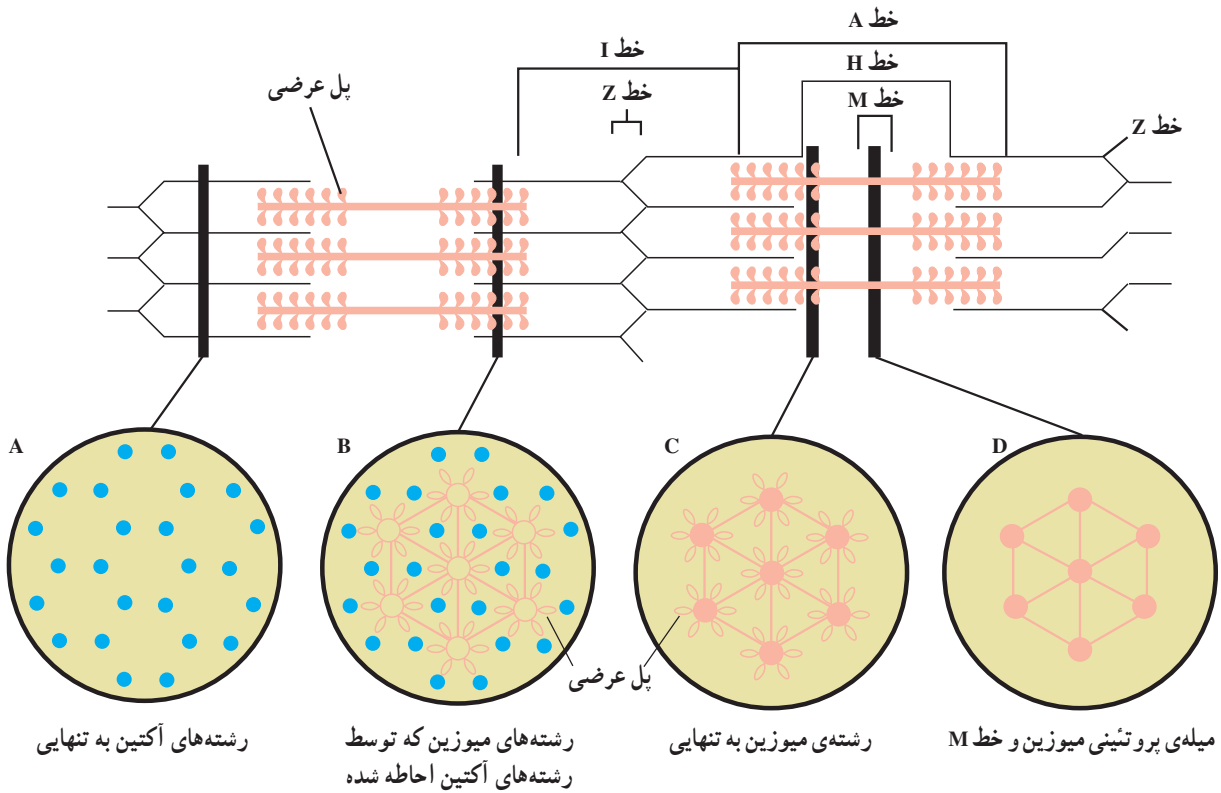 خط A
خط I
خط H
پل عرضی
خط Z
خط M
خط Z
A
B
C
D
پل عرضی
رشته‌های آکتین به تنهایی
رشته‌های میوزین که توسط
رشته‌های آکتین احاطه شده
رشته‌ی میوزین به تنهایی
میله‌ی پروتئینی میوزین و خط M